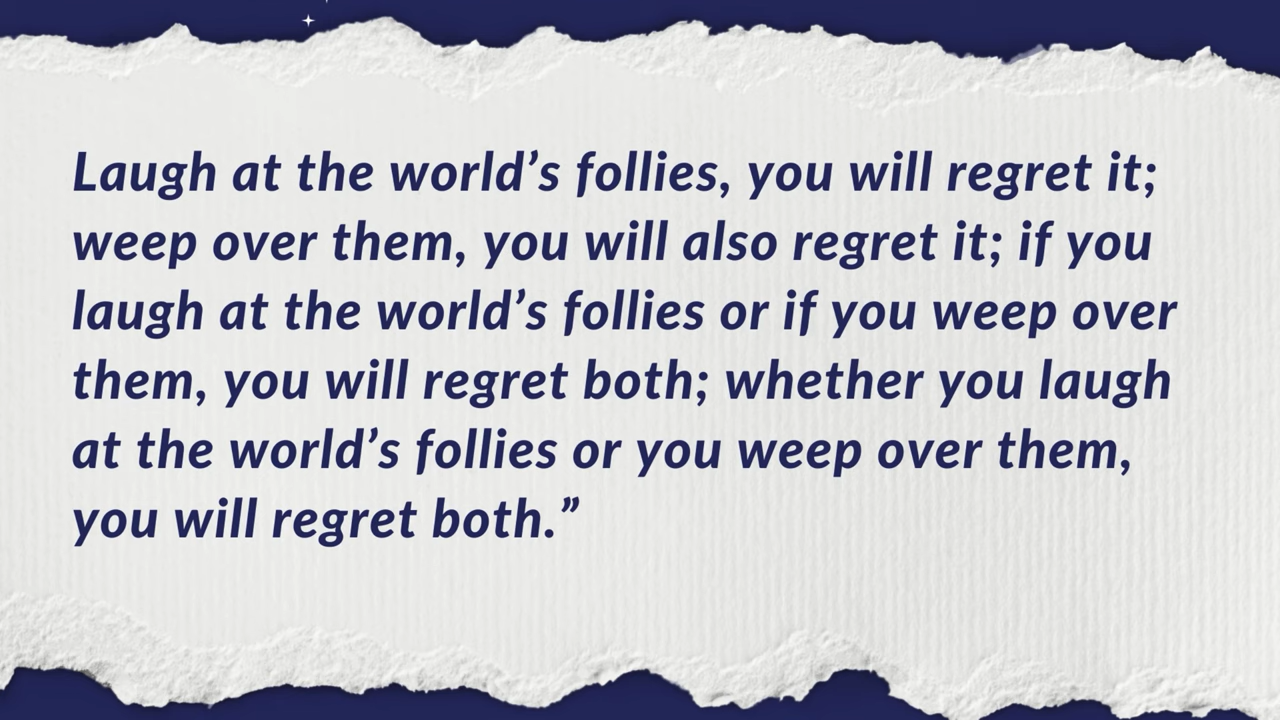 Laugh at the world’s follies, you will regret it;
weep over them, you will also regret it; if you
laugh at the world’s follies or if you weep over
them, you will regret both; whether you laugh
at the world’s follies or you weep over them,
you will regret both.”